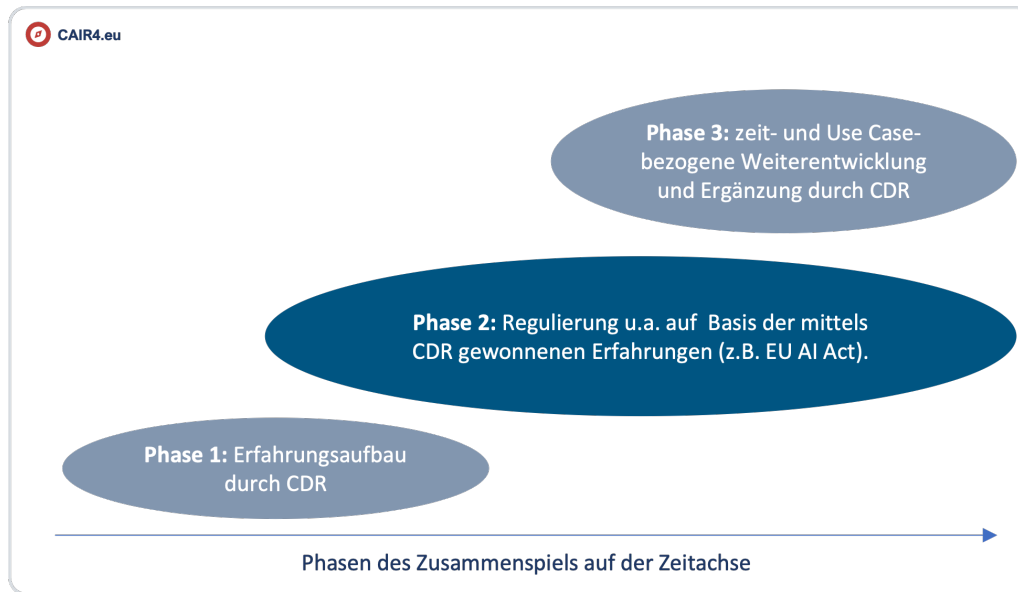 CAIR4.eu
Phase 3: zeit- und Use Case-
bezogene Weiterentwicklung
und Ergänzung durch CDR
Phase 2: Regulierung u.a. auf  Basis der mittels
CDR gewonnenen Erfahrungen (z.B. EU AI Act).
Phase 1: Erfahrungsaufbau
durch CDR
Phasen des Zusammenspiels auf der Zeitachse